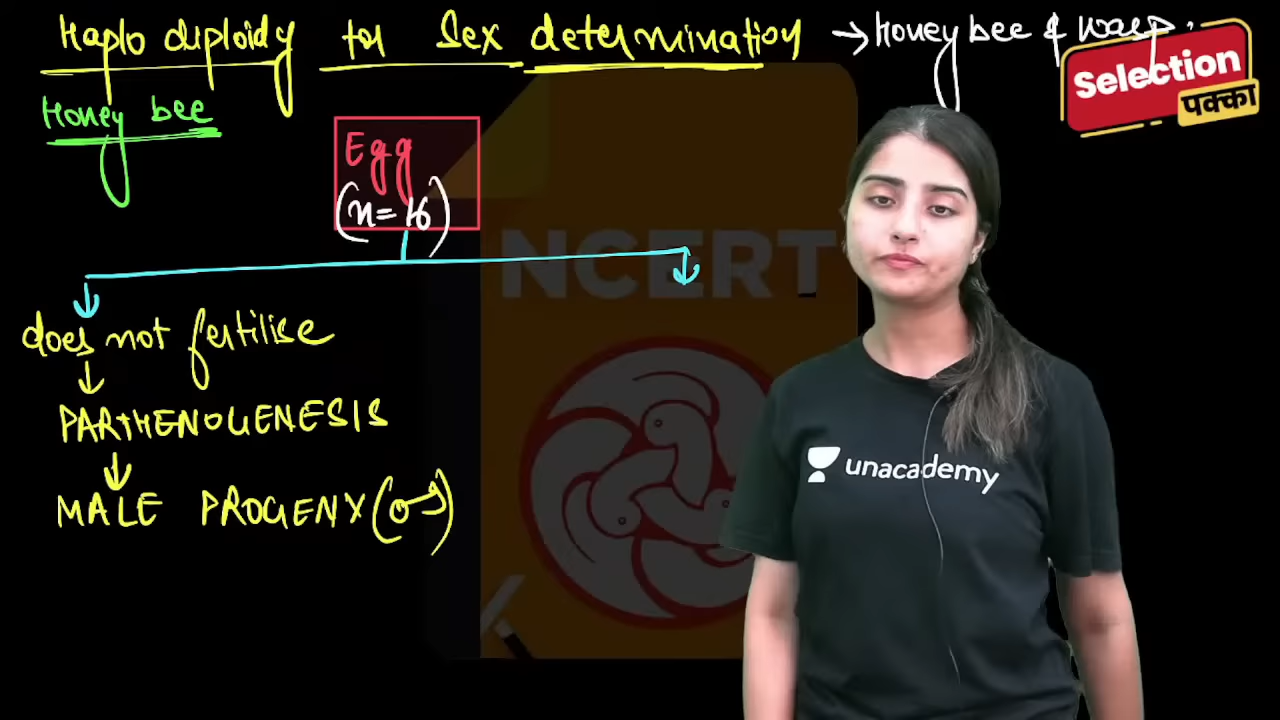 Haplo diploidy for Sex determination → Honey bee & wasp.
Selection
पक्का
Honey bee
Egg
(n=16)
NCERT
does not fertilise
↓
PARTHENOGENESIS
↓
MALE PROGENY (♂)
unacademy